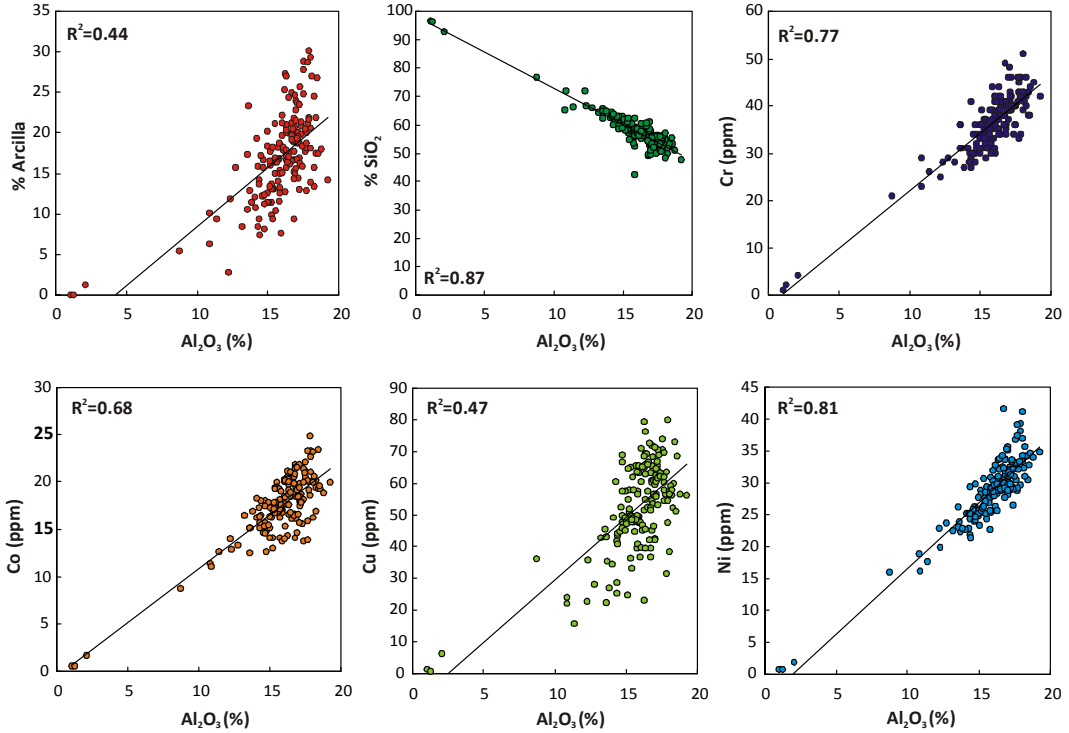 R²=0.44
35
30
25
20
15
10
5
0
% Arcilla
0 5 10 15 20
Al₂O₃ (%)
100
90
80
70
60
50
40
30
20
10
0
% SiO₂
R²=0.87
0 5 10 15 20
Al₂O₃ (%)
R²=0.77
60
50
40
30
20
10
0
Cr (ppm)
0 5 10 15 20
Al₂O₃ (%)
R²=0.68
30
25
20
15
10
5
0
Co (ppm)
0 5 10 15 20
Al₂O₃ (%)
R²=0.47
90
80
70
60
50
40
30
20
10
0
Cu (ppm)
0 5 10 15 20
Al₂O₃ (%)
R²=0.81
45
40
35
30
25
20
15
10
5
0
Ni (ppm)
0 5 10 15 20
Al₂O₃ (%)